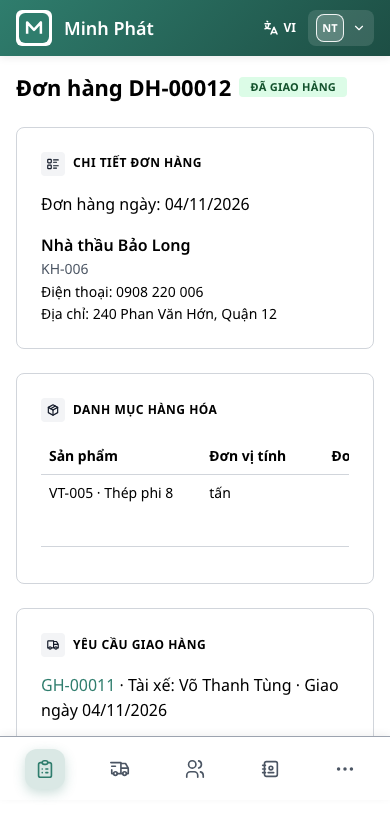 Minh Phát
VI
NT
Đơn hàng DH-00012
ĐÃ GIAO HÀNG
CHI TIẾT ĐƠN HÀNG
Đơn hàng ngày: 04/11/2026
Nhà thầu Bảo Long
KH-006
Điện thoại: 0908 220 006
Địa chỉ: 240 Phan Văn Hớn, Quận 12
DANH MỤC HÀNG HÓA
Sản phẩm Đơn vị tính
VT-005 · Thép phi 8 tấn
YÊU CẦU GIAO HÀNG
GH-00011 · Tài xế: Võ Thanh Tùng · Giao
ngày 04/11/2026